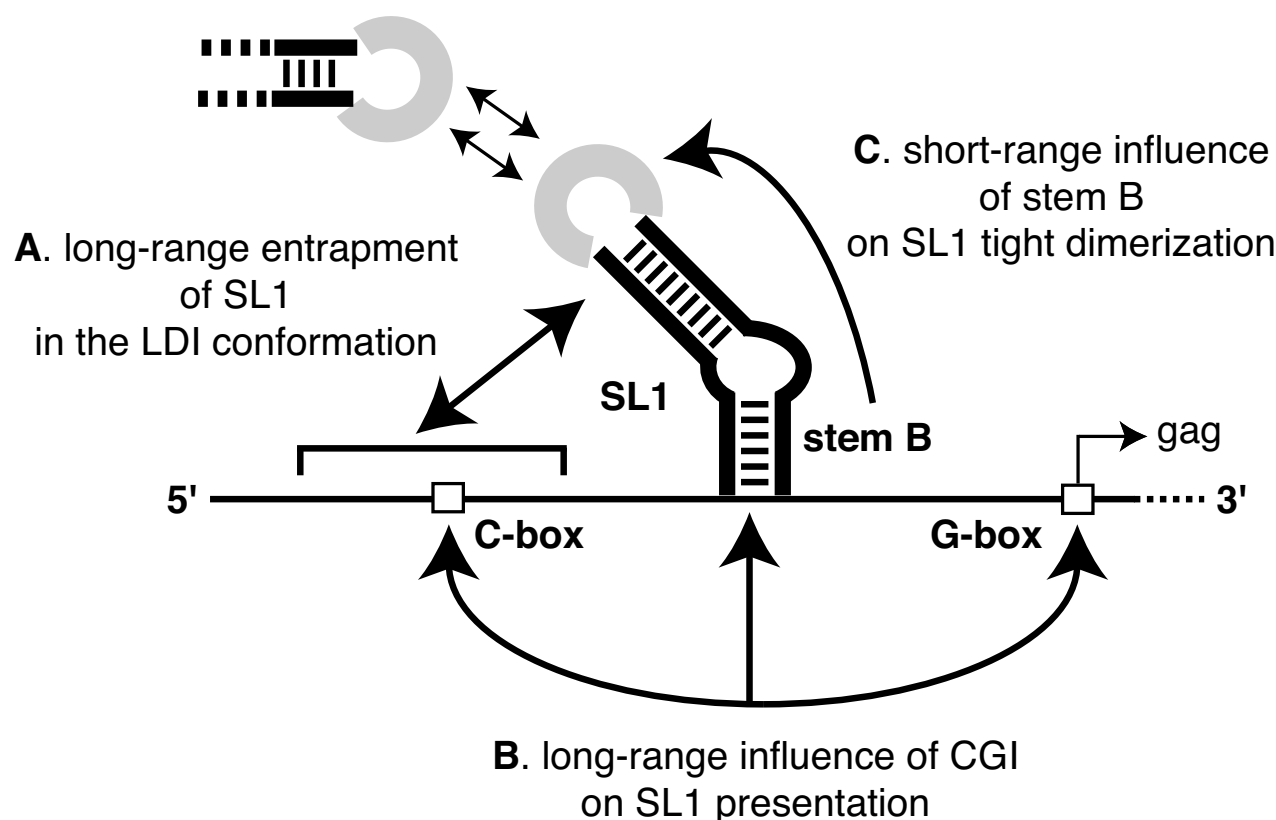 C. short-range influence
of stem B
on SL1 tight dimerization
A. long-range entrapment
of SL1
in the LDI conformation
SL1
stem B
gag
5'
3'
C-box
G-box
B. long-range influence of CGI
on SL1 presentation